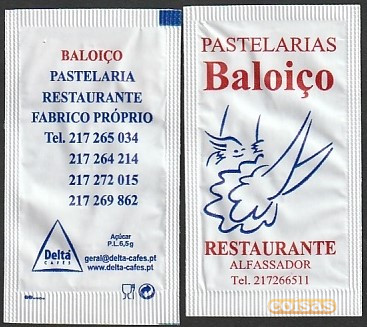 BALOIÇO
PASTELARIA
RESTAURANTE
FABRICO PRÓPRIO
Tel. 217 265 034
217 264 214
217 272 015
217 269 862
Delta
CAFÉS
Açúcar
P.L.6,5g
geral@delta-cafes.pt
www.delta-cafes.pt
PASTELARIAS
Baloiço
RESTAURANTE
ALFASSADOR
Tel. 217266511
coisas